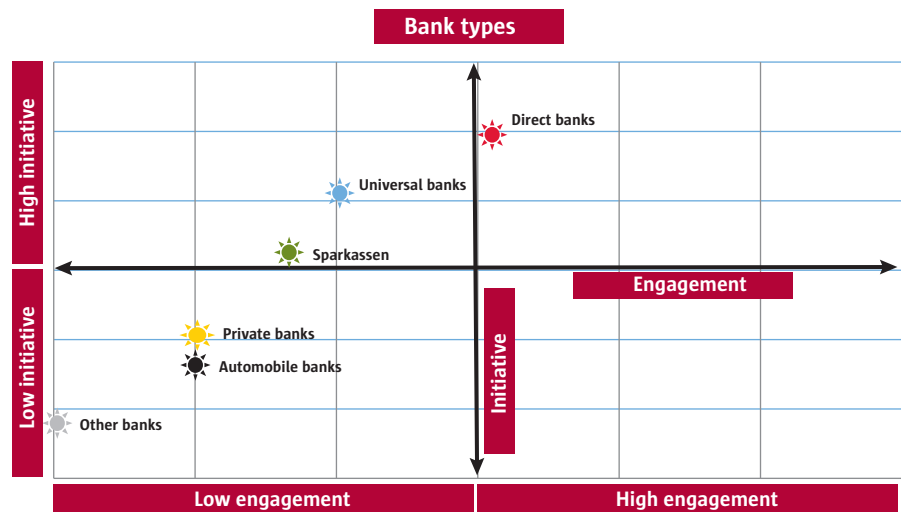 Bank types
High initiative
Direct banks
Universal banks
Sparkassen
Engagement
Low initiative
Initiative
Private banks
Automobile banks
Other banks
Low engagement
High engagement